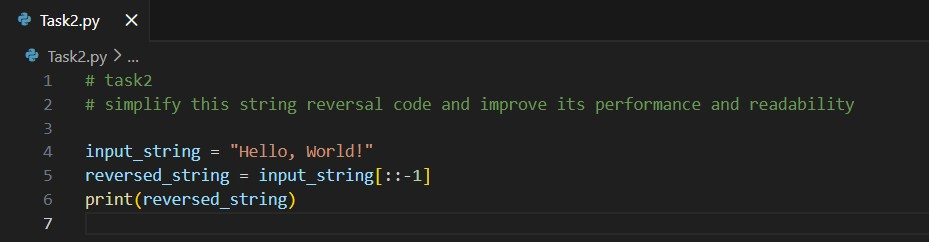 Task2.py ×
Task2.py > ...
1 # task2
2 # simplify this string reversal code and improve its performance and readability
3
4 input_string = "Hello, World!"
5 reversed_string = input_string[::-1]
6 print(reversed_string)
7